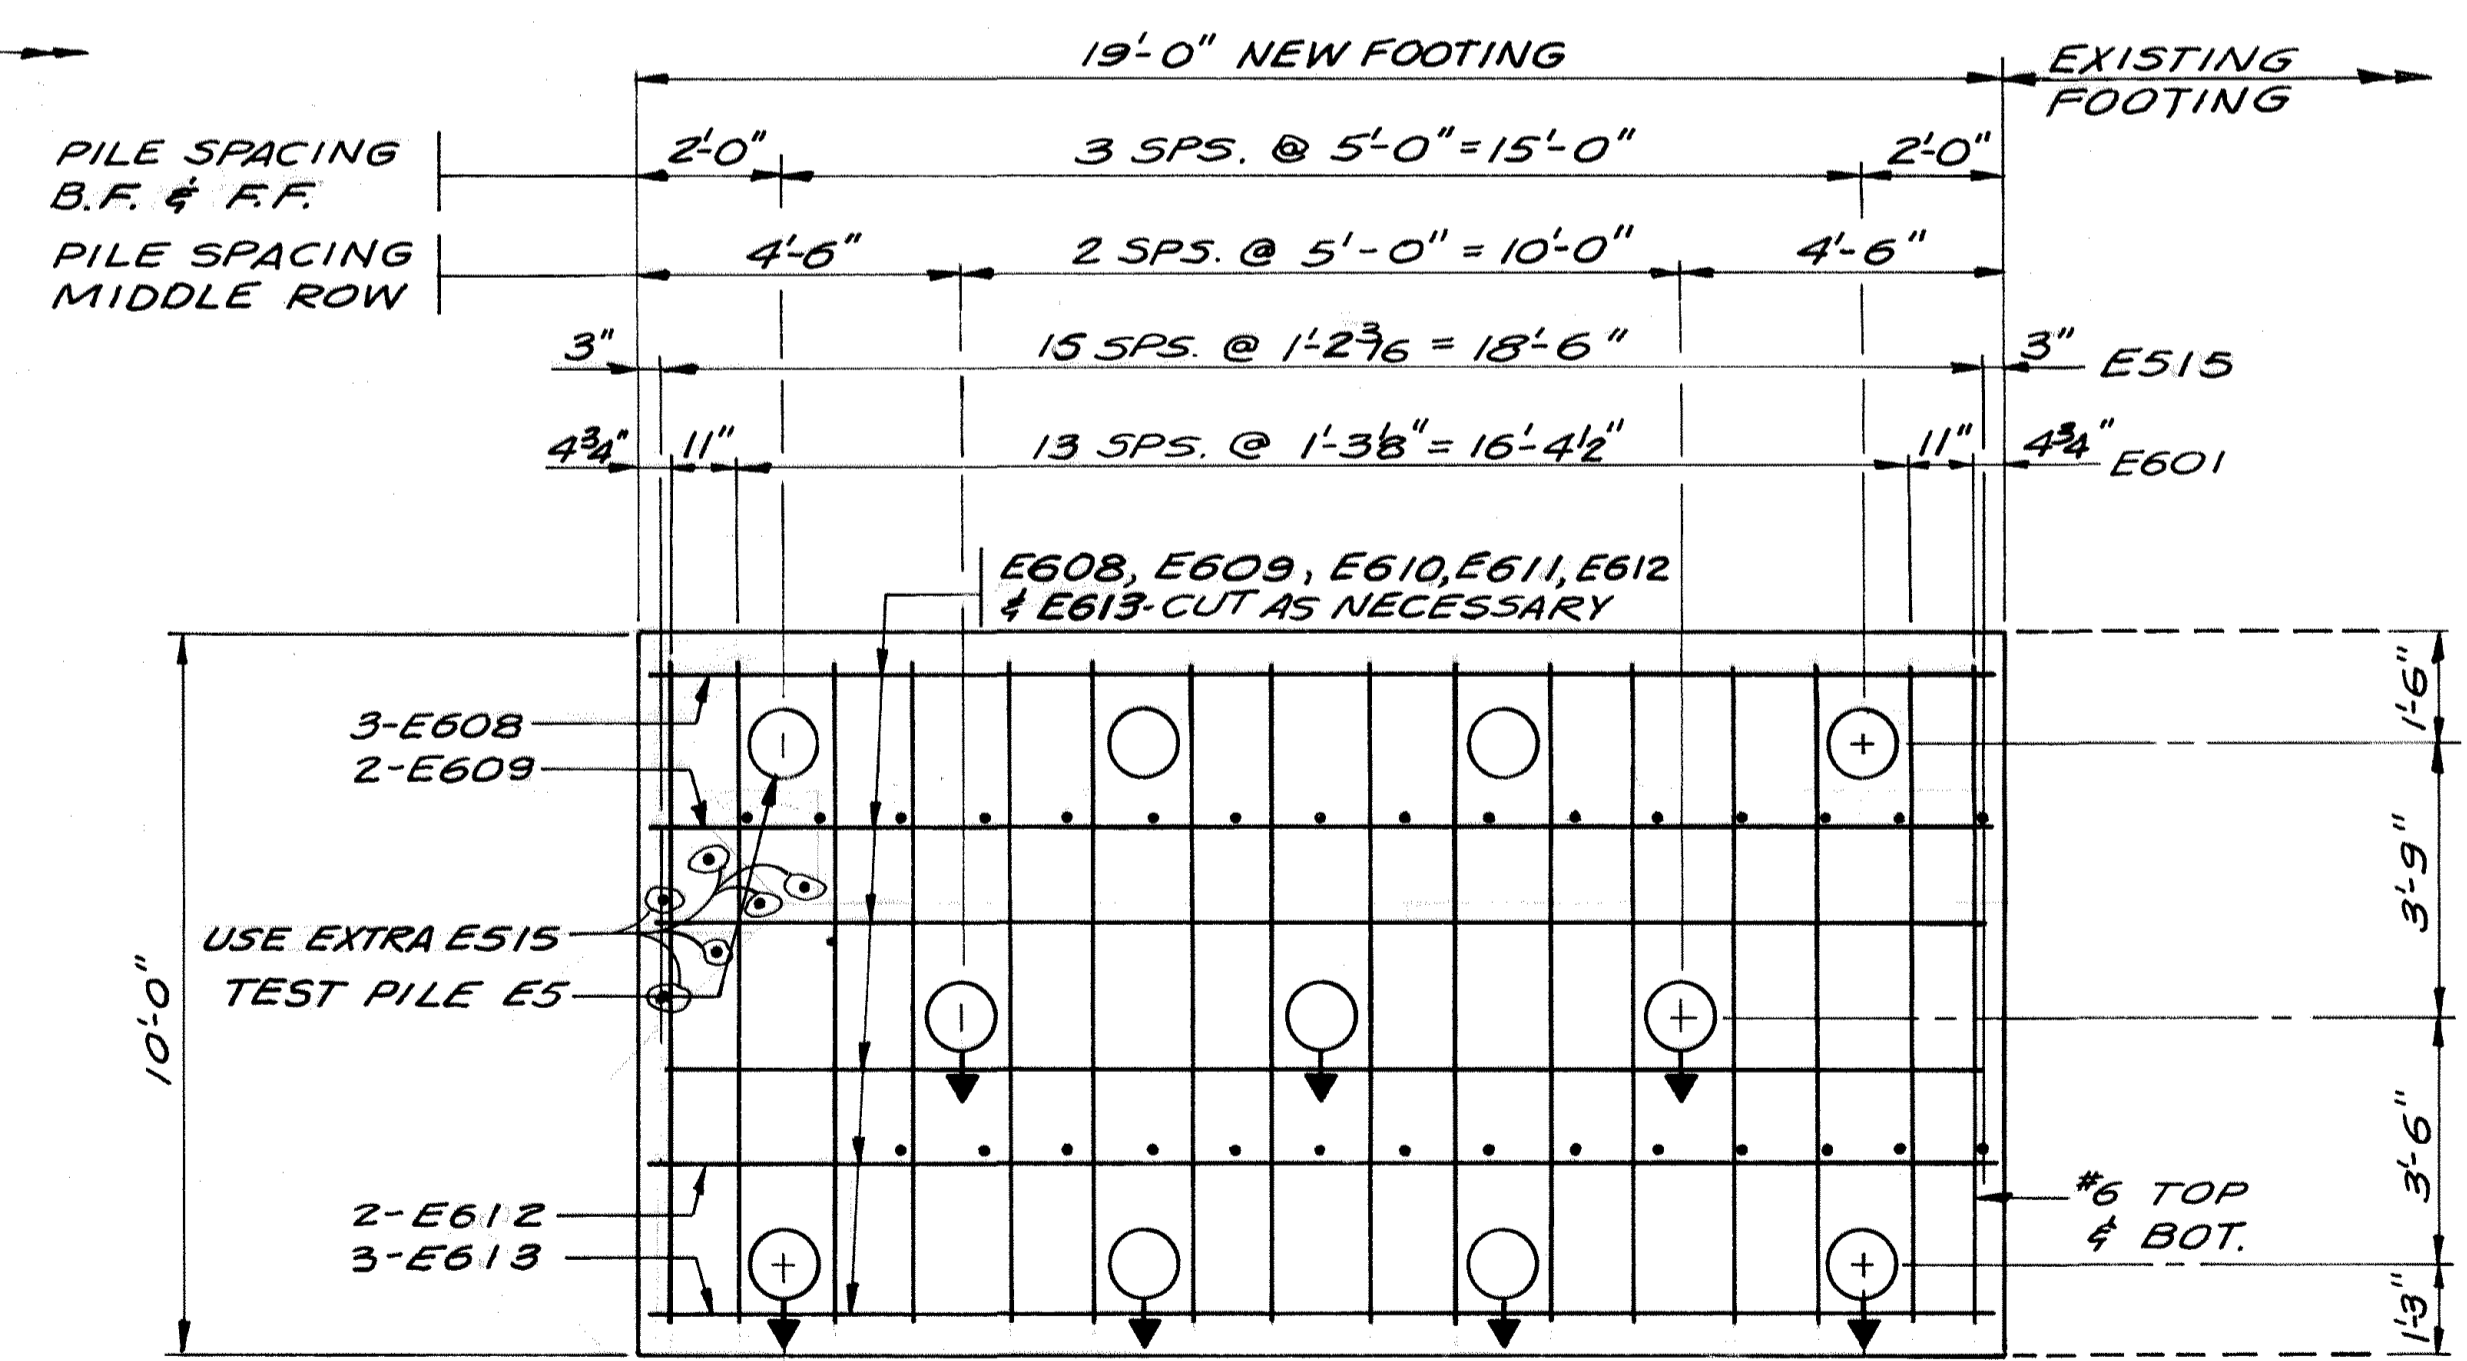 19'-0" NEW FOOTING
EXISTING
FOOTING
PILE SPACING
B.F. & F.F.
2'-0"
3 SPS. @ 5'-0" = 15'-0"
2'-0"
PILE SPACING
MIDDLE ROW
4'-6"
2 SPS. @ 5'-0" = 10'-0"
4'-6"
3"
15 SPS. @ 1'-2 3/16 = 18'-6"
3"
E515
4 3/4"
11"
13 SPS. @ 1'-3 1/8" = 16'-4 1/2"
11"
4 3/4"
E601
E608, E609, E610, E611, E612
& E613-CUT AS NECESSARY
3-E608
2-E609
USE EXTRA E515
TEST PILE E5
10'-0"
2-E612
3-E613
1'-6"
3'-9"
3'-6"
1'-3"
#6 TOP
& BOT.